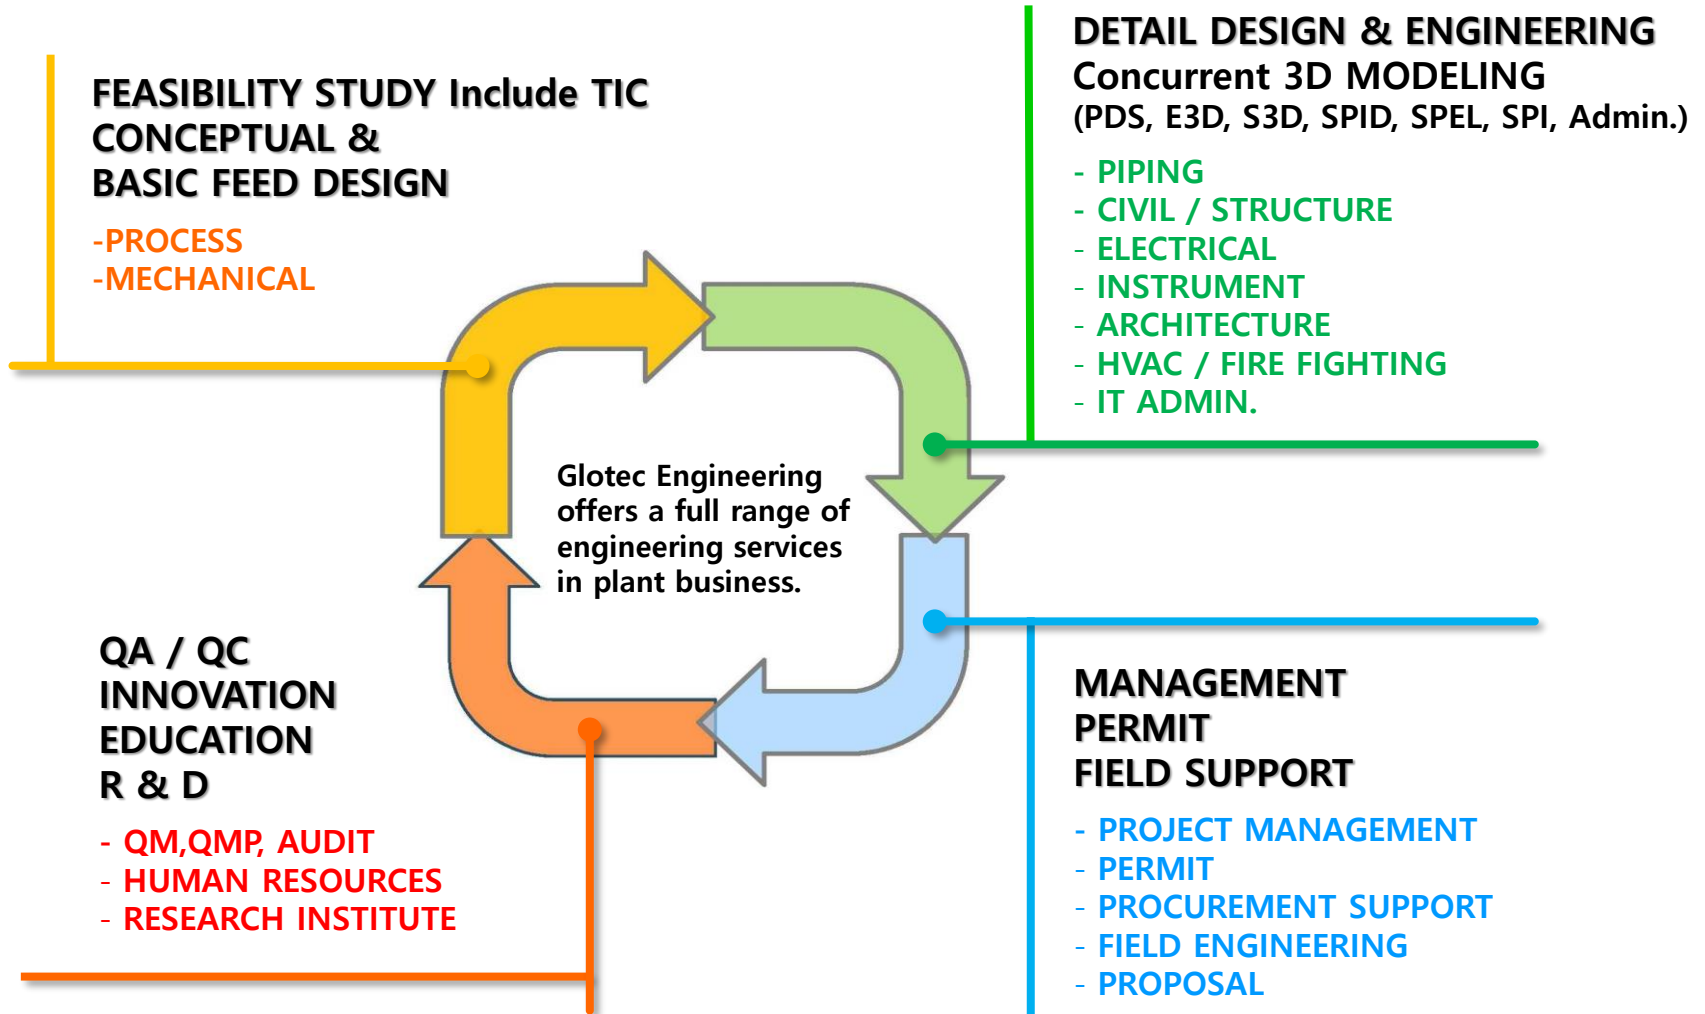 FEASIBILITY STUDY Include TIC
CONCEPTUAL &
BASIC FEED DESIGN
-PROCESS
-MECHANICAL
DETAIL DESIGN & ENGINEERING
Concurrent 3D MODELING
(PDS, E3D, S3D, SPID, SPEL, SPI, Admin.)
- PIPING
- CIVIL / STRUCTURE
- ELECTRICAL
- INSTRUMENT
- ARCHITECTURE
- HVAC / FIRE FIGHTING
- IT ADMIN.
Glotec Engineering
offers a full range of
engineering services
in plant business.
QA / QC
INNOVATION
EDUCATION
R & D
- QM,QMP, AUDIT
- HUMAN RESOURCES
- RESEARCH INSTITUTE
MANAGEMENT
PERMIT
FIELD SUPPORT
- PROJECT MANAGEMENT
- PERMIT
- PROCUREMENT SUPPORT
- FIELD ENGINEERING
- PROPOSAL